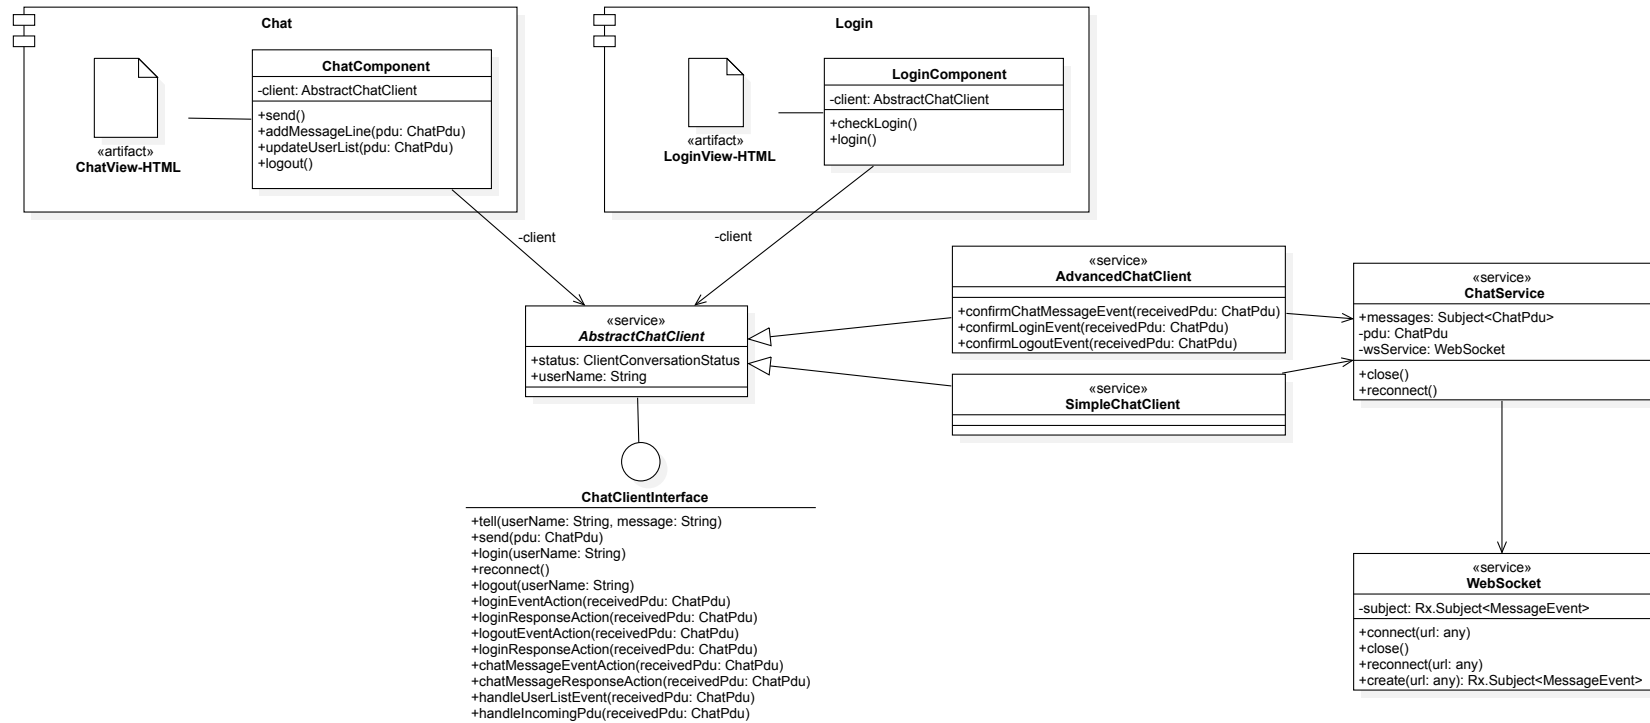 Chat
ChatComponent
-client: AbstractChatClient
+send()
+addMessageLine(pdu: ChatPdu)
+updateUserList(pdu: ChatPdu)
+logout()
«artifact»
ChatView-HTML
Login
LoginComponent
-client: AbstractChatClient
+checkLogin()
+login()
«artifact»
LoginView-HTML
-client
-client
«service»
AbstractChatClient
+status: ClientConversationStatus
+userName: String
«service»
AdvancedChatClient
+confirmChatMessageEvent(receivedPdu: ChatPdu)
+confirmLoginEvent(receivedPdu: ChatPdu)
+confirmLogoutEvent(receivedPdu: ChatPdu)
«service»
SimpleChatClient
«service»
ChatService
+messages: Subject<ChatPdu>
-pdu: ChatPdu
-wsService: WebSocket
+close()
+reconnect()
ChatClientInterface
+tell(userName: String, message: String)
+send(pdu: ChatPdu)
+login(userName: String)
+reconnect()
+logout(userName: String)
+loginEventAction(receivedPdu: ChatPdu)
+loginResponseAction(receivedPdu: ChatPdu)
+logoutEventAction(receivedPdu: ChatPdu)
+loginResponseAction(receivedPdu: ChatPdu)
+chatMessageEventAction(receivedPdu: ChatPdu)
+chatMessageResponseAction(receivedPdu: ChatPdu)
+handleUserListEvent(receivedPdu: ChatPdu)
+handleIncomingPdu(receivedPdu: ChatPdu)
«service»
WebSocket
-subject: Rx.Subject<MessageEvent>
+connect(url: any)
+close()
+reconnect(url: any)
+create(url: any): Rx.Subject<MessageEvent>